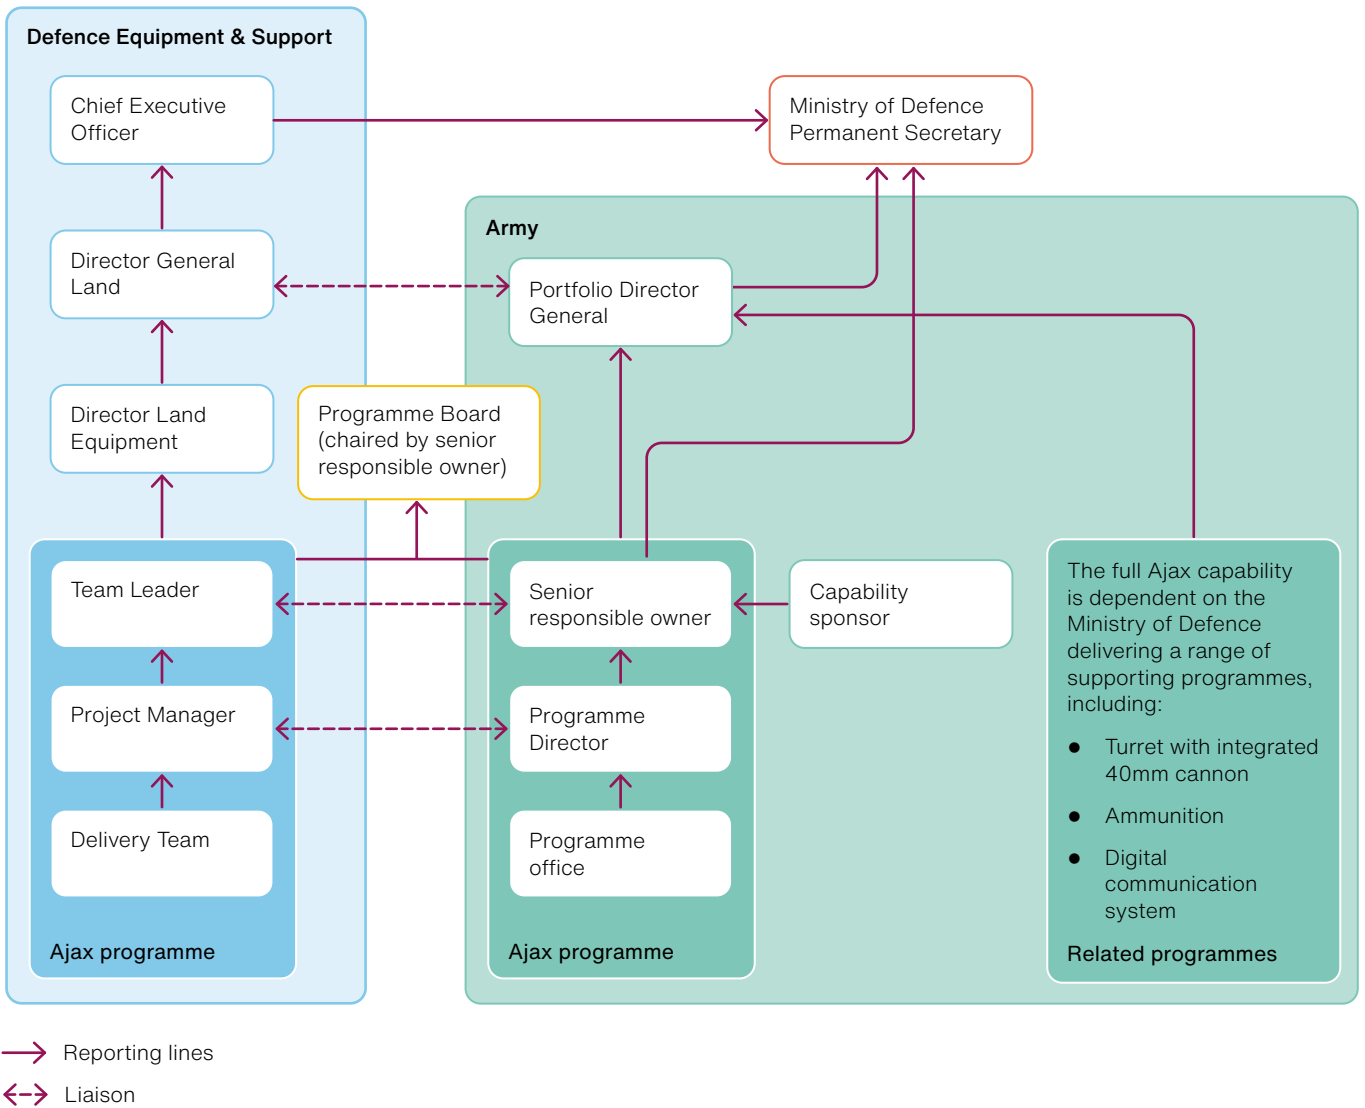 Defence Equipment & Support
Chief Executive
Officer
Ministry of Defence
Permanent Secretary
Army
Director General
Land
Portfolio Director
General
Director Land
Equipment
Programme Board
(chaired by senior
responsible owner)
Team Leader
Senior
responsible owner
Capability
sponsor
Project Manager
Programme
Director
Delivery Team
Programme
office
Ajax programme
Ajax programme
The full Ajax capability
is dependent on the
Ministry of Defence
delivering a range of
supporting programmes,
including:
● Turret with integrated
40mm cannon
● Ammunition
● Digital
communication
system
Related programmes
Reporting lines
Liaison